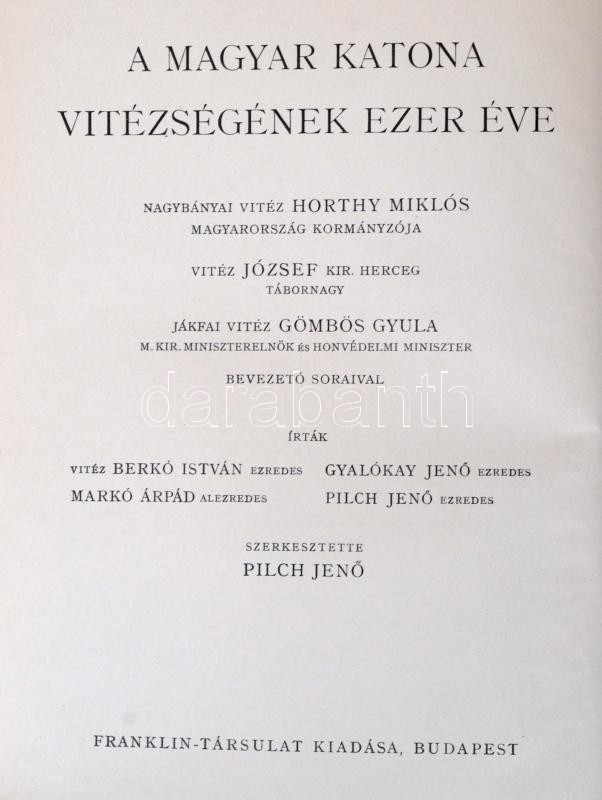 A MAGYAR KATONA
VITÉZSÉGÉNEK EZER ÉVE
NAGYBÁNYAI VITÉZ HORTHY MIKLÓS
MAGYARORSZÁG KORMÁNYZÓJA
VITÉZ JÓZSEF KIR. HERCEG
TÁBORNAGY
JÁKFAI VITÉZ GÖMBÖS GYULA
M. KIR. MINISZTERELNÖK ÉS HONVÉDELMI MINISZTER
BEVEZETŐ SORAIVAL
darabanth
ÍRTÁK
VITÉZ BERKÓ ISTVÁN EZREDES GYALÓKAY JENŐ EZREDES
MARKÓ ÁRPÁD ALEZREDES PILCH JENŐ EZREDES
SZERKESZTETTE
PILCH JENŐ
FRANKLIN-TÁRSULAT KIADÁSA, BUDAPEST